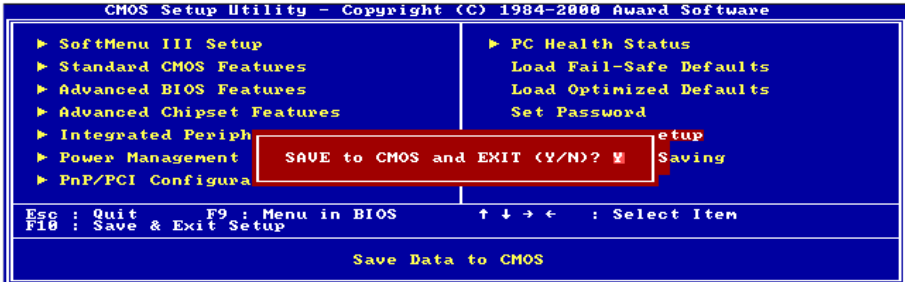 CMOS Setup Utility - Copyright (C) 1984-2000 Award Software
► SoftMenu III Setup
► Standard CMOS Features
► Advanced BIOS Features
► Advanced Chipset Features
► Integrated Periph
► Power Management
► PnP/PCI Configura
► PC Health Status
Load Fail-Safe Defaults
Load Optimized Defaults
Set Password
etup
Saving
SAVE to CMOS and EXIT (Y/N)? Y
Esc : Quit F9 : Menu in BIOS ↑ ↓ → ← : Select Item
F10 : Save & Exit Setup
Save Data to CMOS